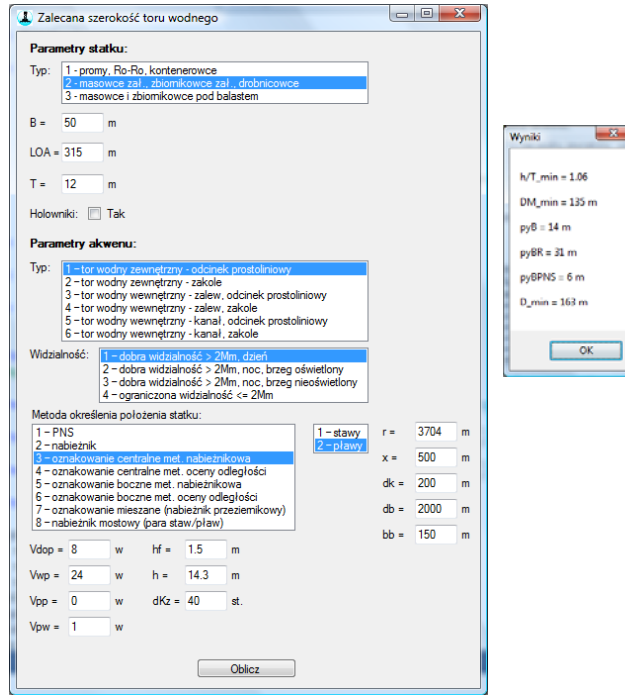 Zalecana szerokość toru wodnego
Parametry statku:
Typ:
1 - promy, Ro-Ro, kontenerowce
2 - masowce zał., zbiornikowce zał., drobnicowce
3 - masowce i zbiornikowce pod balastem
B = 50 m
LOA = 315 m
T = 12 m
Holowniki: Tak
Parametry akwenu:
Typ:
1 – tor wodny zewnętrzny - odcinek prostoliniowy
2 – tor wodny zewnętrzny - zakole
3 – tor wodny wewnętrzny - zalew, odcinek prostoliniowy
4 – tor wodny wewnętrzny - zalew, zakole
5 – tor wodny wewnętrzny - kanał, odcinek prostoliniowy
6 – tor wodny wewnętrzny - kanał, zakole
Widzialność:
1 – dobra widzialność > 2Mm, dzień
2 – dobra widzialność > 2Mm, noc, brzeg oświetlony
3 – dobra widzialność > 2Mm, noc, brzeg nieoświetlony
4 – ograniczona widzialność <= 2Mm
Metoda określenia położenia statku:
1 – PNS
2 – nabieżnik
3 – oznakowanie centralne met. nabieżnikowa
4 – oznakowanie centralne met. oceny odległości
5 – oznakowanie boczne met. nabieżnikowa
6 – oznakowanie boczne met. oceny odległości
7 – oznakowanie mieszane (nabieżnik przeziernikowy)
8 – nabieżnik mostowy (para staw/pław)
1 – stawy
2 – pławy
r = 3704 m
x = 500 m
dk = 200 m
db = 2000 m
bb = 150 m
Vdop = 8 w hf = 1.5 m
Vwp = 24 w h = 14.3 m
Vpp = 0 w dKz = 40 st.
Vpw = 1 w
Oblicz
Wyniki
h/T_min = 1.06
DM_min = 135 m
pyB = 14 m
pyBR = 31 m
pyBPNS = 6 m
D_min = 163 m
OK